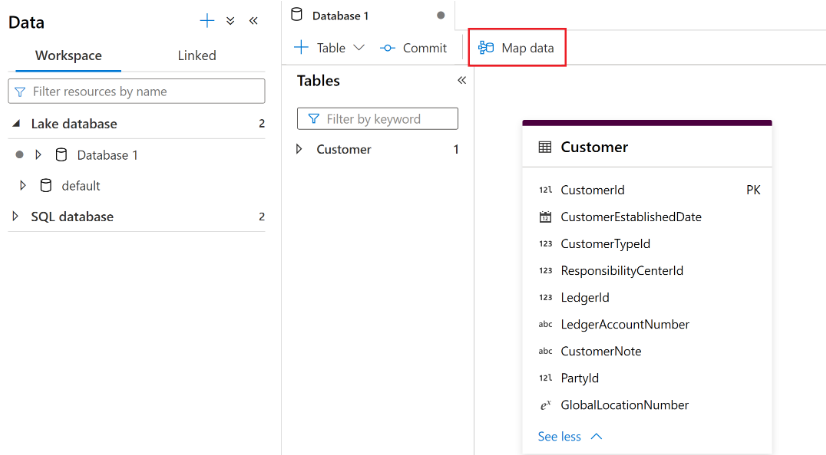 Data
Workspace
Linked
Filter resources by name
Lake database 2
Database 1
default
SQL database 2
Database 1
Table
Commit
Map data
Tables
Filter by keyword
Customer 1
Customer
12l CustomerId PK
CustomerEstablishedDate
123 CustomerTypeId
123 ResponsibilityCenterId
123 LedgerId
abc LedgerAccountNumber
abc CustomerNote
12l PartyId
eˣ GlobalLocationNumber
See less